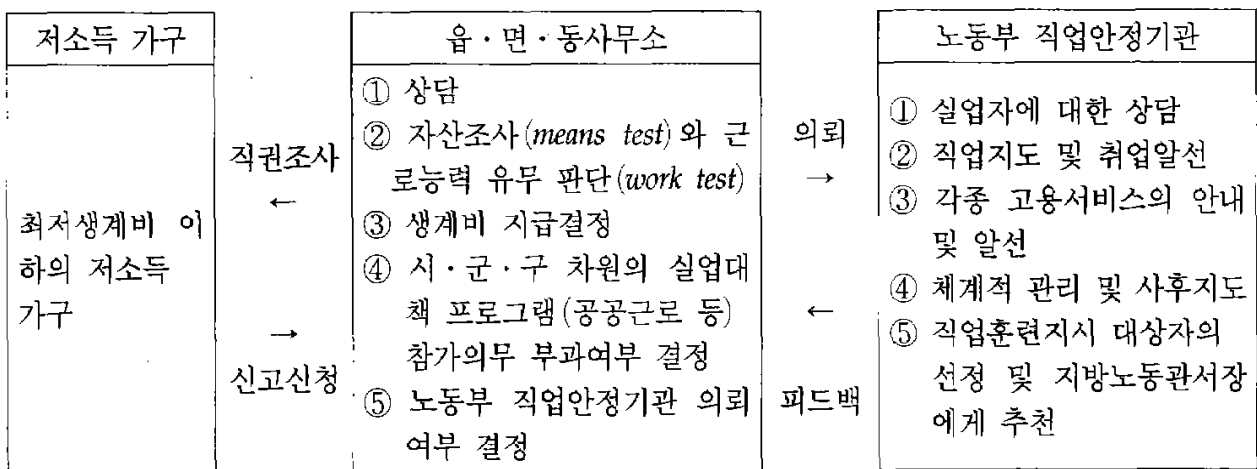 저소득 가구
최저생계비 이
하의 저소득
가구
직권조사
←
→
신고신청
읍·면·동사무소
① 상담
② 자산조사(means test)와 근
로능력 유무 판단(work test)
③ 생계비 지급결정
④ 시·군·구 차원의 실업대
책 프로그램(공공근로 등)
참가의무 부과여부 결정
⑤ 노동부 직업안정기관 의뢰
여부 결정
의뢰
→
←
피드백
노동부 직업안정기관
① 실업자에 대한 상담
② 직업지도 및 취업알선
③ 각종 고용서비스의 안내
및 알선
④ 체계적 관리 및 사후지도
⑤ 직업훈련지시 대상자의
선정 및 지방노동관서장
에게 추천